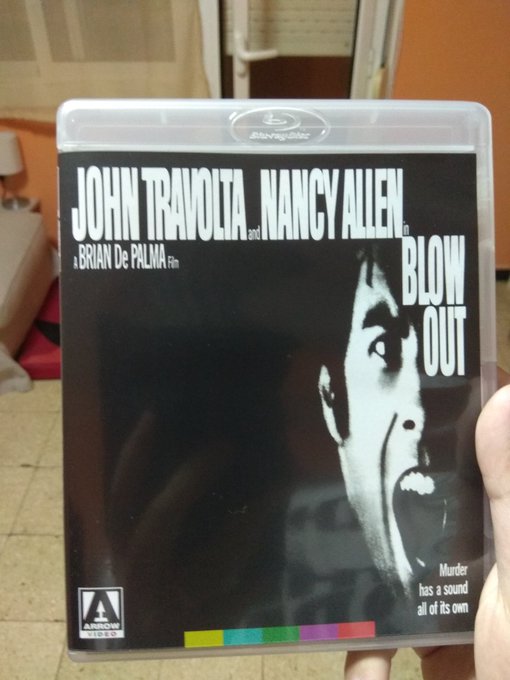 Blu-ray Disc
JOHN TRAVOLTA and NANCY ALLEN in
A BRIAN De PALMA Film
BLOW
OUT
Murder
has a sound
all of its own
ARROW
VIDEO